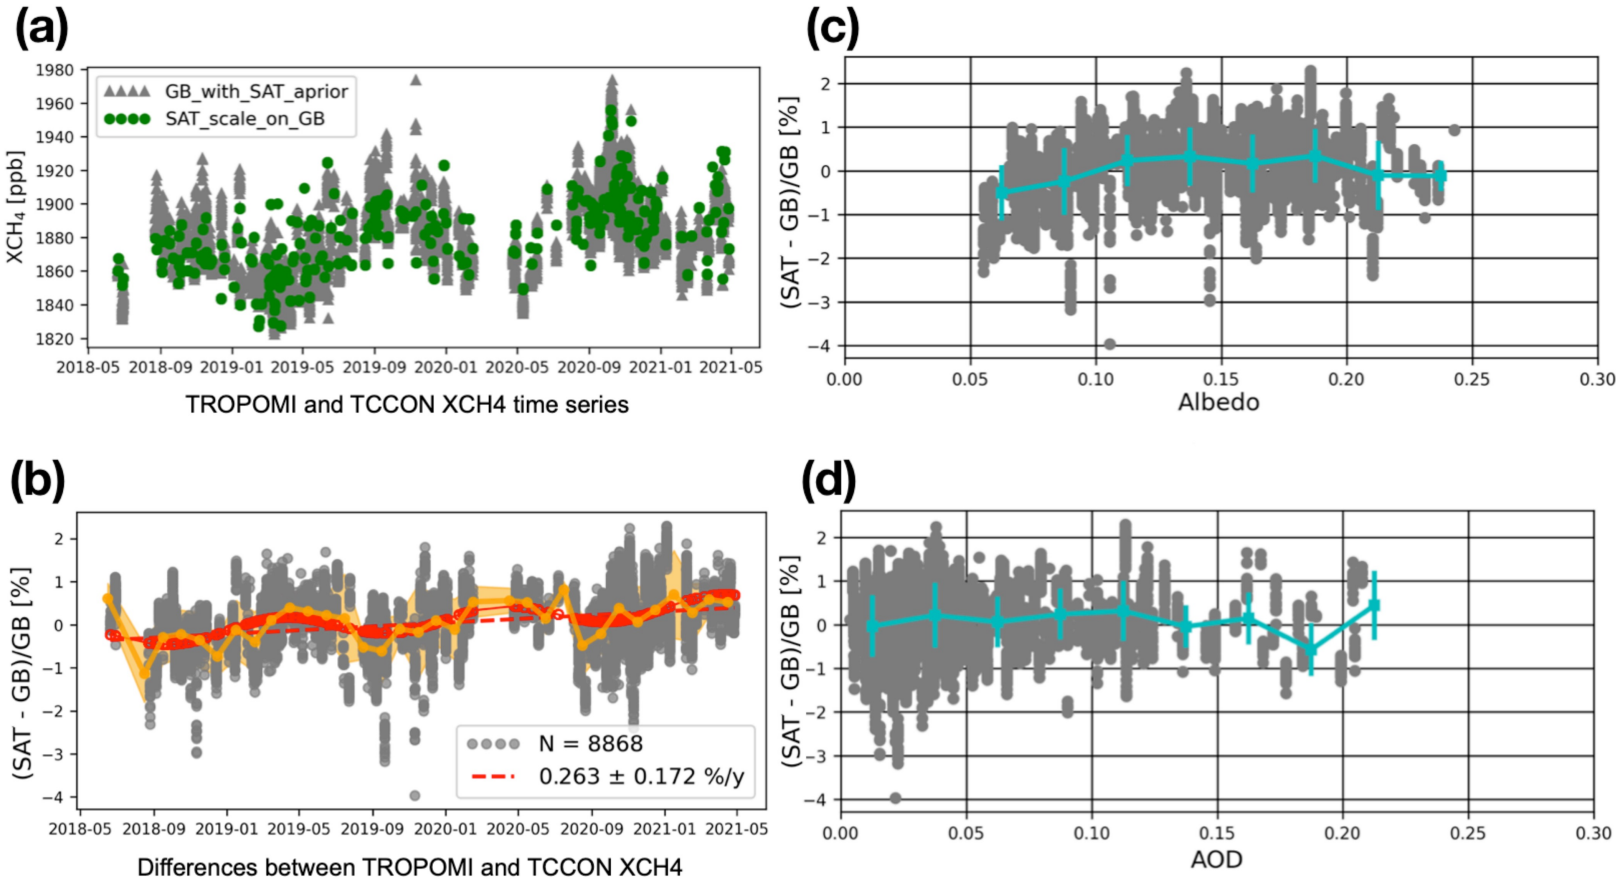 (a)
1980
1960
1940
1920
1900
1880
1860
1840
1820
XCH₄ [ppb]
GB_with_SAT_aprior
SAT_scale_on_GB
2018-05 2018-09 2019-01 2019-05 2019-09 2020-01 2020-05 2020-09 2021-01 2021-05
TROPOMI and TCCON XCH4 time series
(c)
2
1
0
−1
−2
−3
−4
(SAT - GB)/GB [%]
0.00 0.05 0.10 0.15 0.20 0.25 0.30
Albedo
(b)
2
1
0
−1
−2
−3
−4
(SAT - GB)/GB [%]
N = 8868
0.263 ± 0.172 %/y
2018-05 2018-09 2019-01 2019-05 2019-09 2020-01 2020-05 2020-09 2021-01 2021-05
Differences between TROPOMI and TCCON XCH4
(d)
2
1
0
−1
−2
−3
−4
(SAT - GB)/GB [%]
0.00 0.05 0.10 0.15 0.20 0.25 0.30
AOD